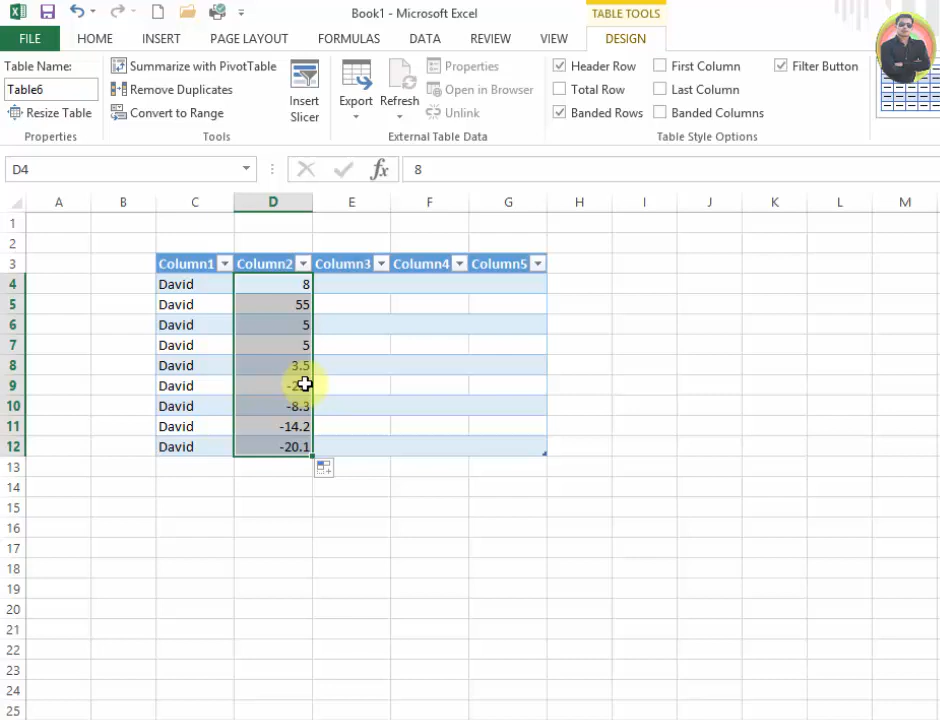 Book1 - Microsoft Excel
TABLE TOOLS
FILE HOME INSERT PAGE LAYOUT FORMULAS DATA REVIEW VIEW DESIGN
Table Name: Summarize with PivotTable Properties Header Row First Column Filter Button
Table6 Remove Duplicates Insert Slicer Export Refresh Open in Browser Total Row Last Column
Resize Table Convert to Range Unlink Banded Rows Banded Columns
Properties Tools External Table Data Table Style Options
D4 fx 8
A B C D E F G H I J K L M
1
2
3 Column1 Column2 Column3 Column4 Column5
4 David 8
5 David 55
6 David 5
7 David 5
8 David 3.5
9 David
10 David -8.3
11 David -14.2
12 David -20.1
13
14
15
16
17
18
19
20
21
22
23
24
25